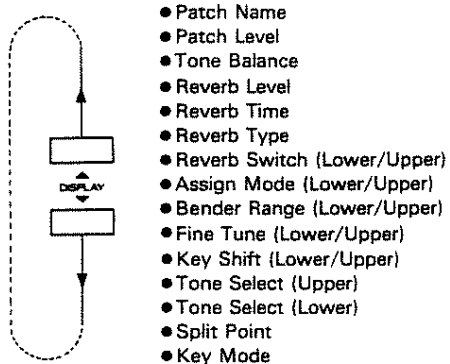 ● Patch Name
● Patch Level
● Tone Balance
● Reverb Level
● Reverb Time
● Reverb Type
● Reverb Switch (Lower/Upper)
● Assign Mode (Lower/Upper)
● Bender Range (Lower/Upper)
● Fine Tune (Lower/Upper)
● Key Shift (Lower/Upper)
● Tone Select (Upper)
● Tone Select (Lower)
● Split Point
● Key Mode
DISPLAY